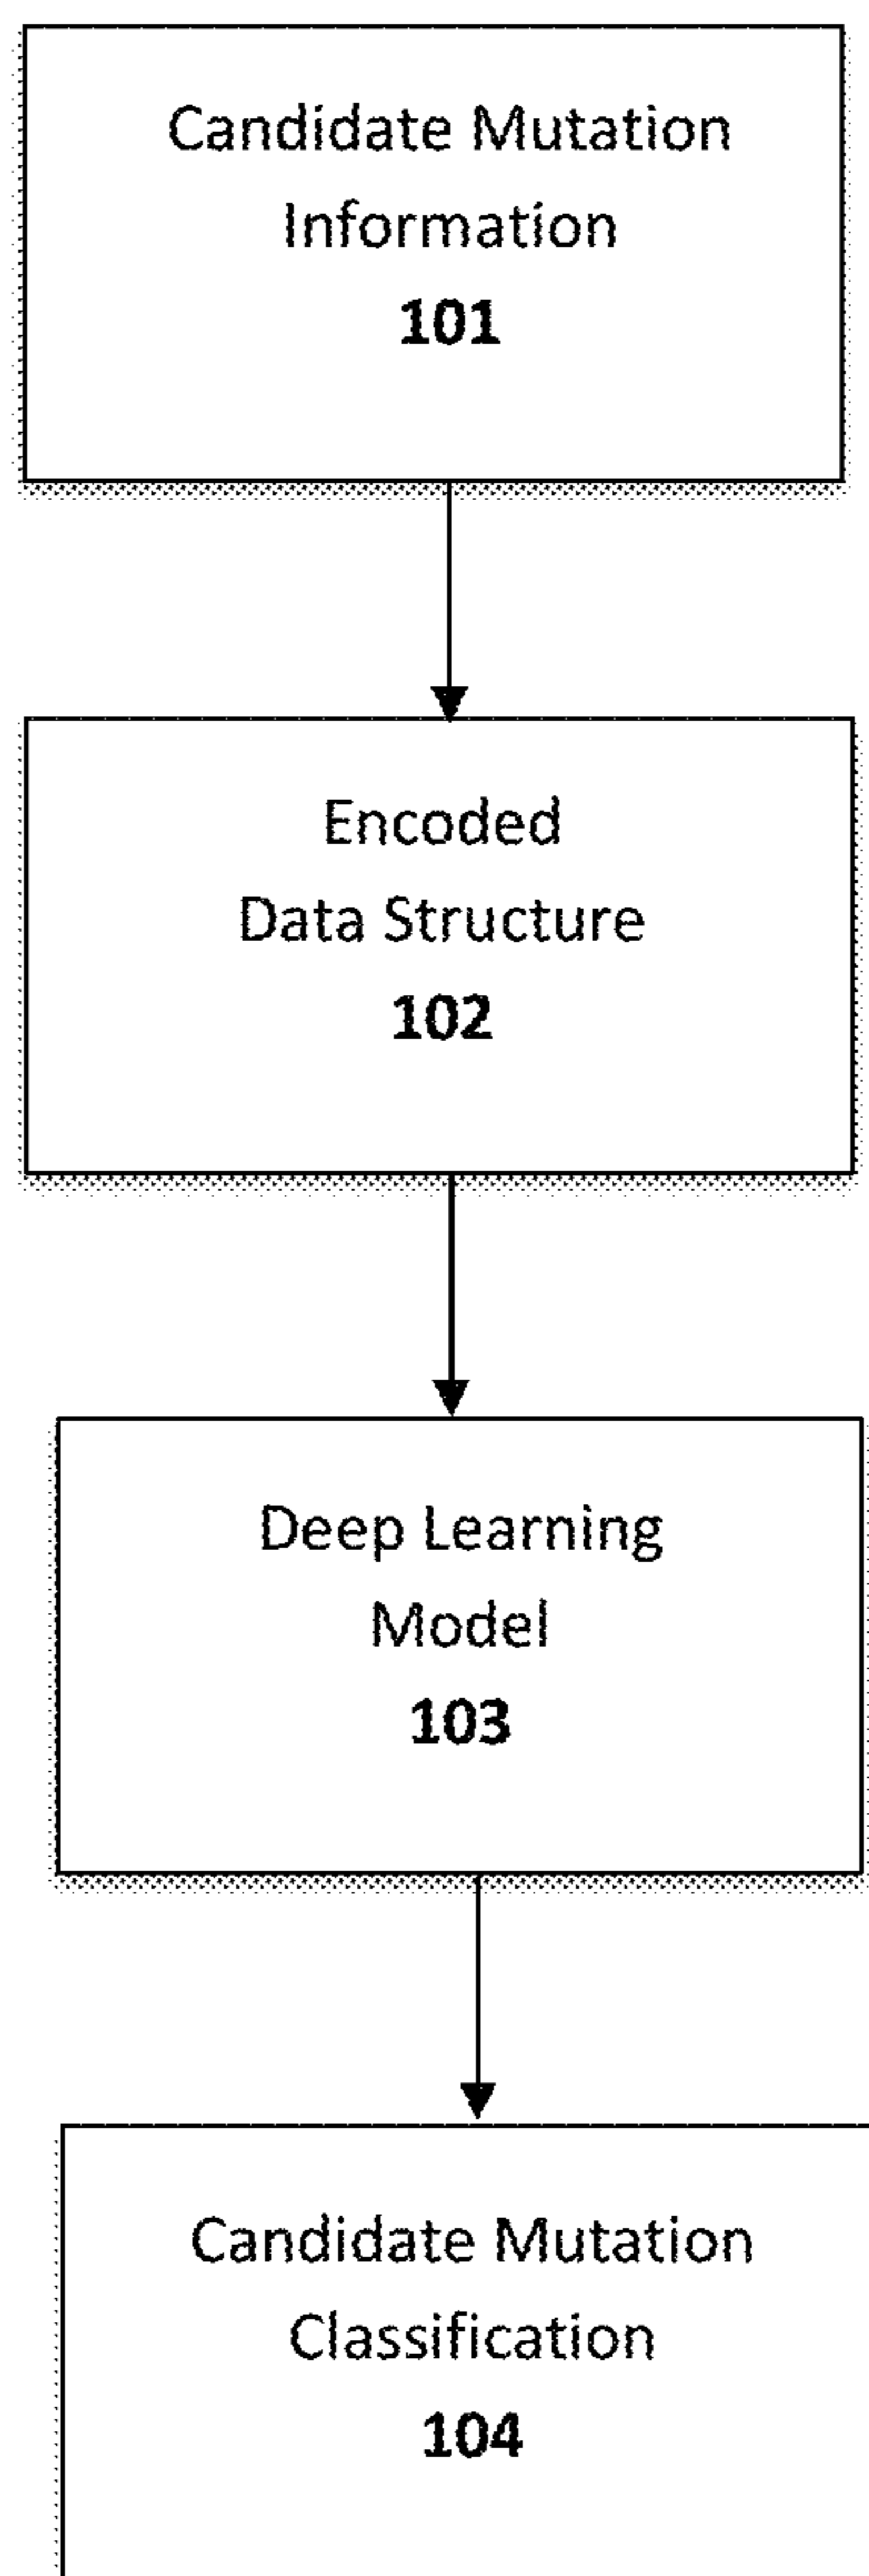 Candidate Mutation
Information
101
Encoded
Data Structure
102
Deep Learning
Model
103
Candidate Mutation
Classification
104